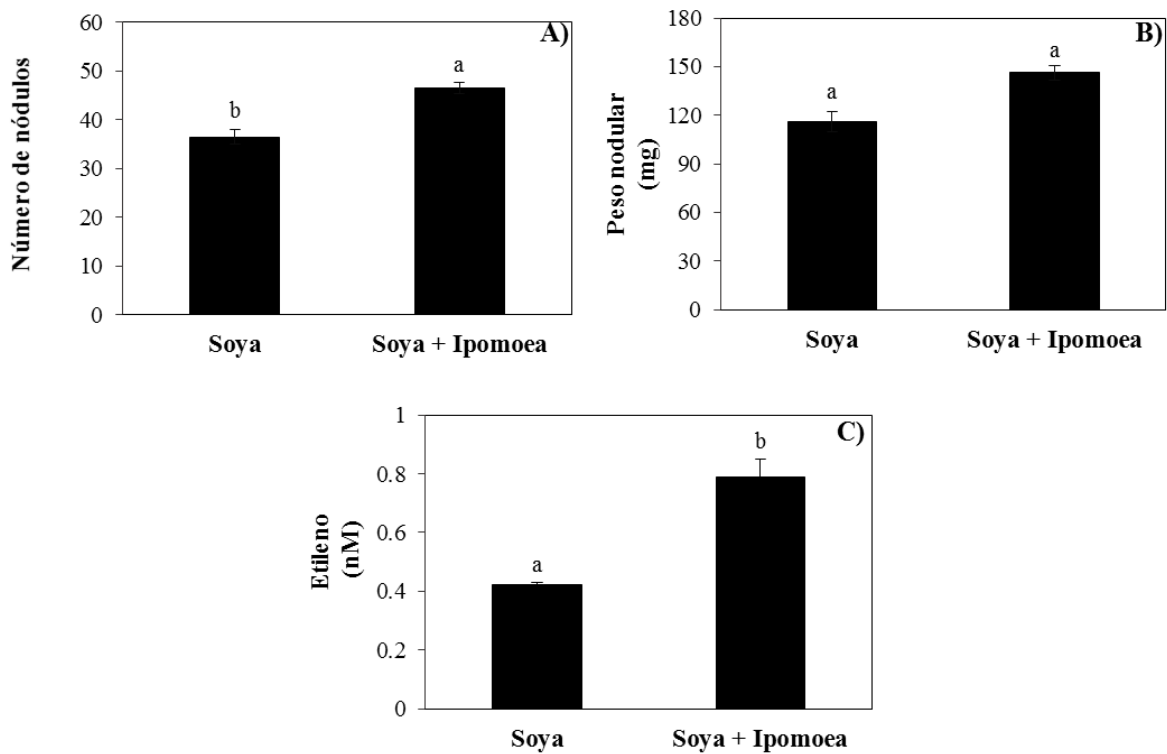 A)
Número de nódulos
60
50
40
30
20
10
0
b
a
Soya
Soya + Ipomoea
B)
Peso nodular
(mg)
180
150
120
90
60
30
0
a
a
Soya
Soya + Ipomoea
C)
Etileno
(nM)
1
0.8
0.6
0.4
0.2
0
a
b
Soya
Soya + Ipomoea